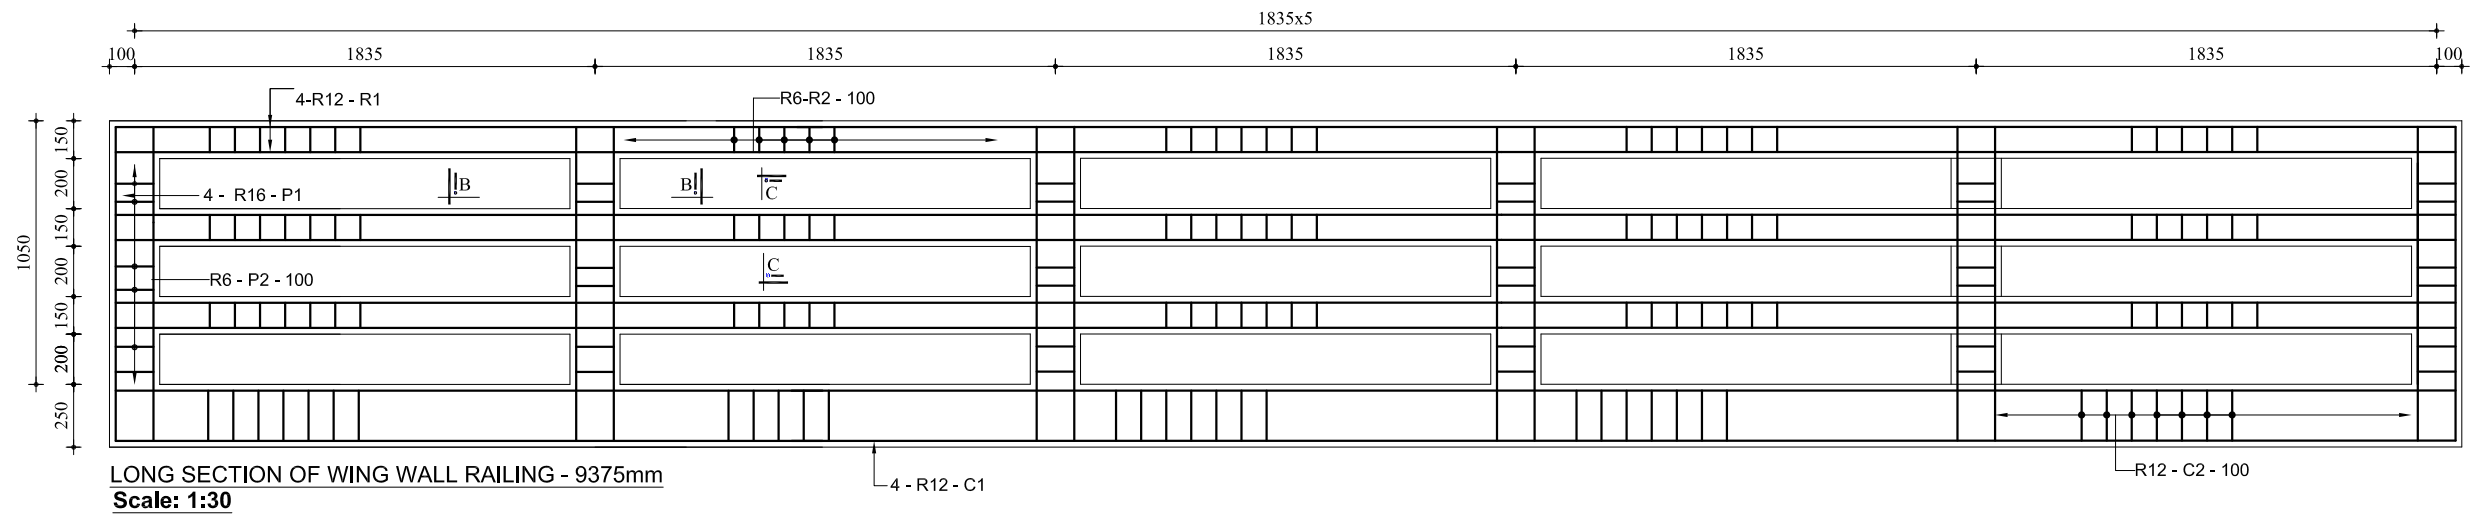 1835x5
100 1835 1835 1835 1835 1835 100
4-R12 - R1
R6-R2 - 100
150
200
150
200
150
200
250
1050
B
B
C
4 - R16 - P1
C
R6 - P2 - 100
R12 - C2 - 100
4 - R12 - C1
LONG SECTION OF WING WALL RAILING - 9375mm
Scale: 1:30